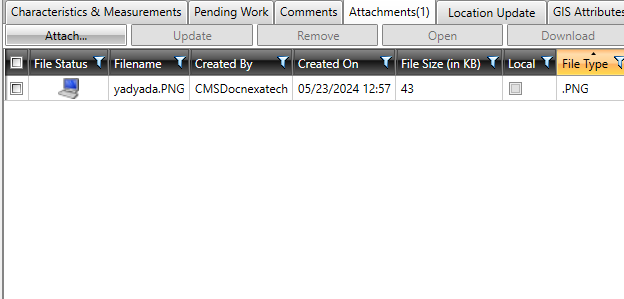 Characteristics & Measurements Pending Work Comments Attachments(1) Location Update GIS Attributes
Attach... Update Remove Open Download
File Status Filename Created By Created On File Size (in KB) Local File Type
yadyada.PNG CMSDocnexatech 05/23/2024 12:57 43 .PNG